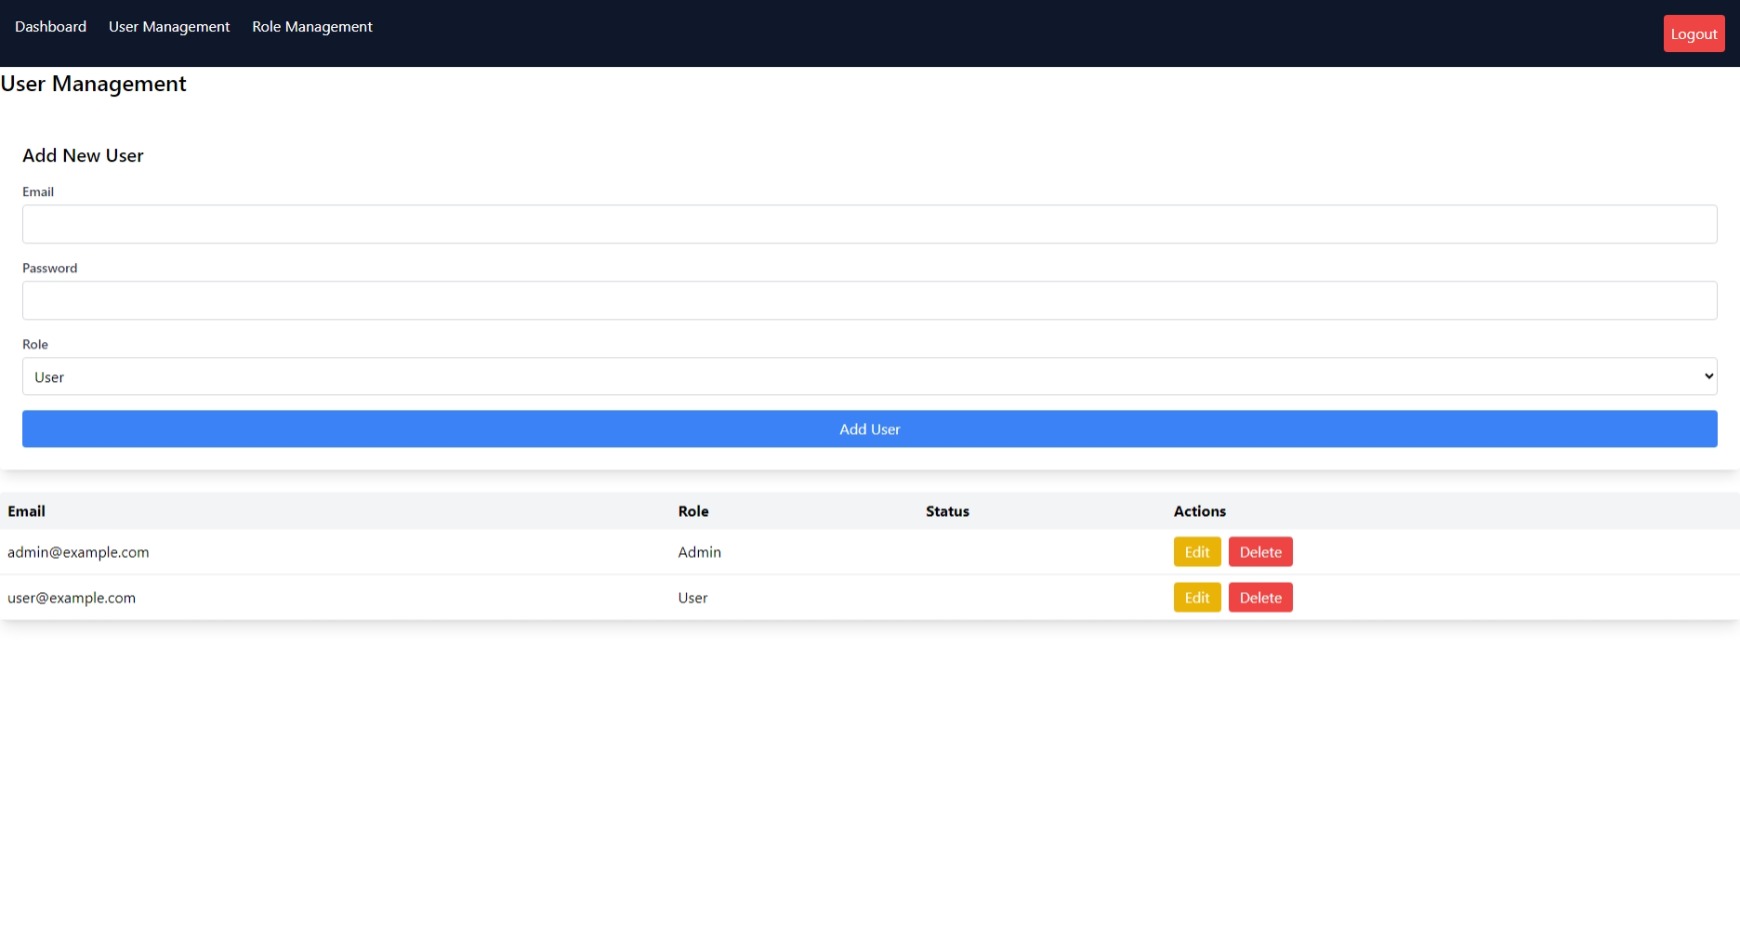 Dashboard User Management Role Management Logout
User Management
Add New User
Email
Password
Role
User
Add User
Email Role Status Actions
admin@example.com Admin Edit Delete
user@example.com User Edit Delete